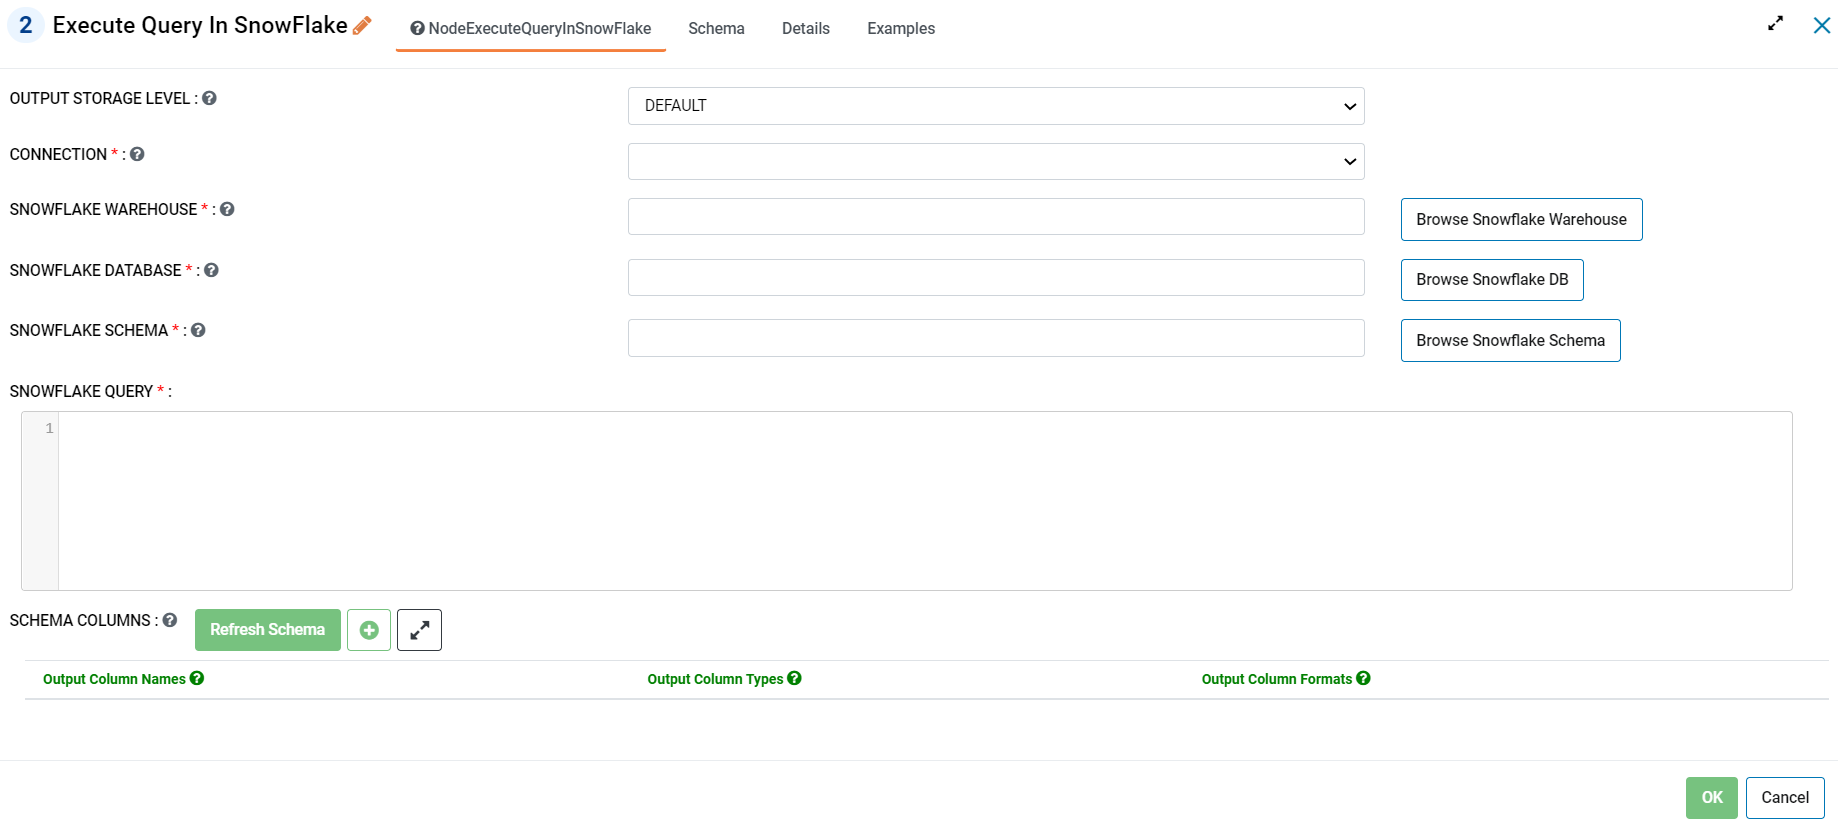 2 Execute Query In SnowFlake NodeExecuteQueryInSnowFlake Schema Details Examples
OUTPUT STORAGE LEVEL : DEFAULT
CONNECTION * :
SNOWFLAKE WAREHOUSE * : Browse Snowflake Warehouse
SNOWFLAKE DATABASE * : Browse Snowflake DB
SNOWFLAKE SCHEMA * : Browse Snowflake Schema
SNOWFLAKE QUERY * :
1
SCHEMA COLUMNS : Refresh Schema
Output Column Names Output Column Types Output Column Formats
OK Cancel